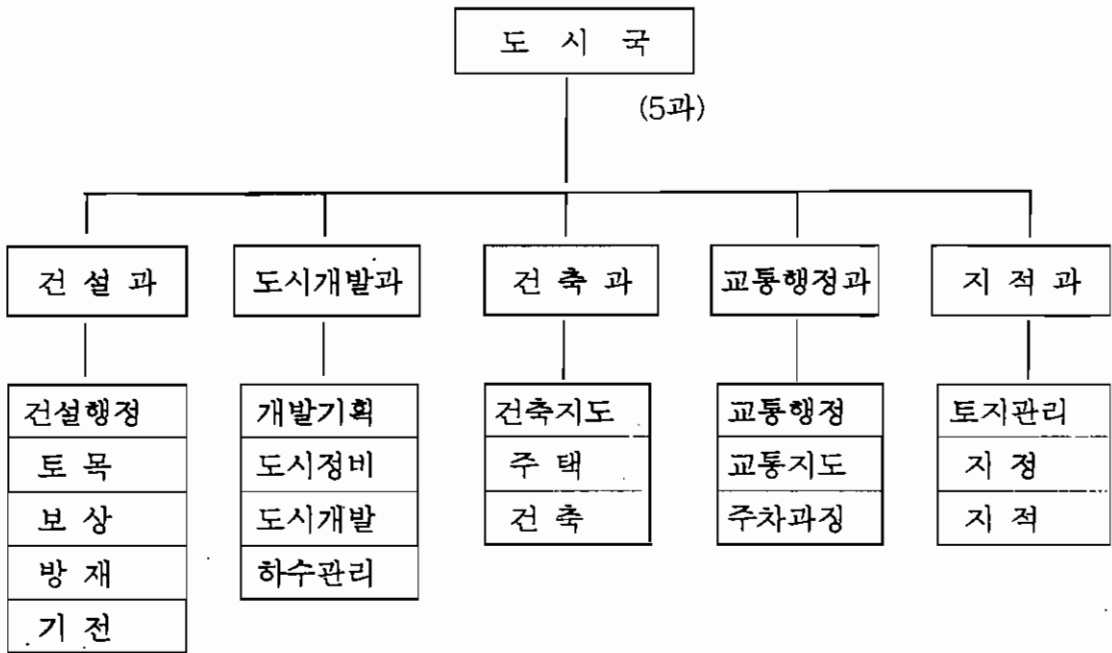 도 시 국
(5과)
건 설 과
도시개발과
건 축 과
교통행정과
지 적 과
건설행정
토 목
보 상
방 재
기 전
개발기획
도시정비
도시개발
하수관리
건축지도
주 택
건 축
교통행정
교통지도
주차과징
토지관리
지 정
지 적